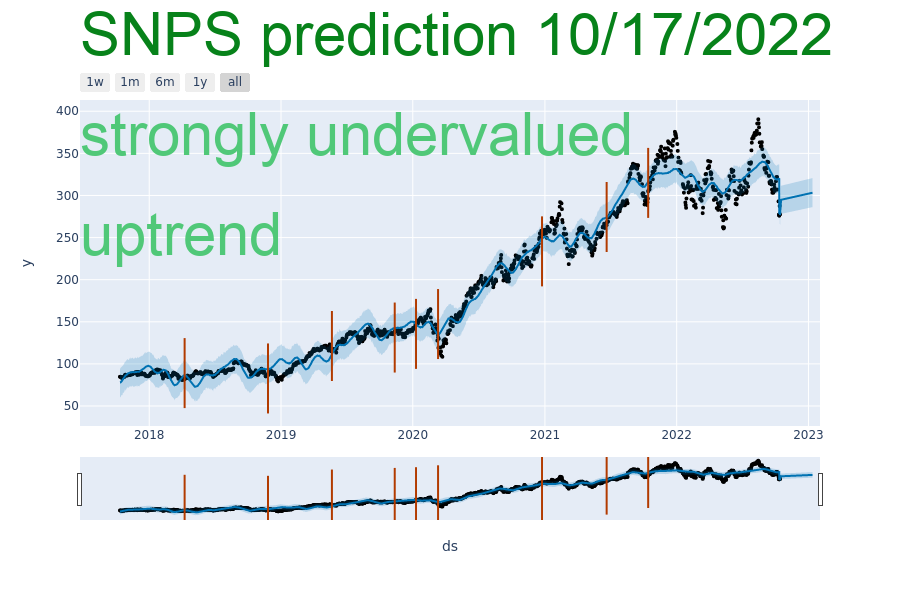 SNPS prediction 10/17/2022
1w 1m 6m 1y all
400
strongly undervalued
350
300
uptrend
250
y
200
150
100
50
2018 2019 2020 2021 2022 2023
ds